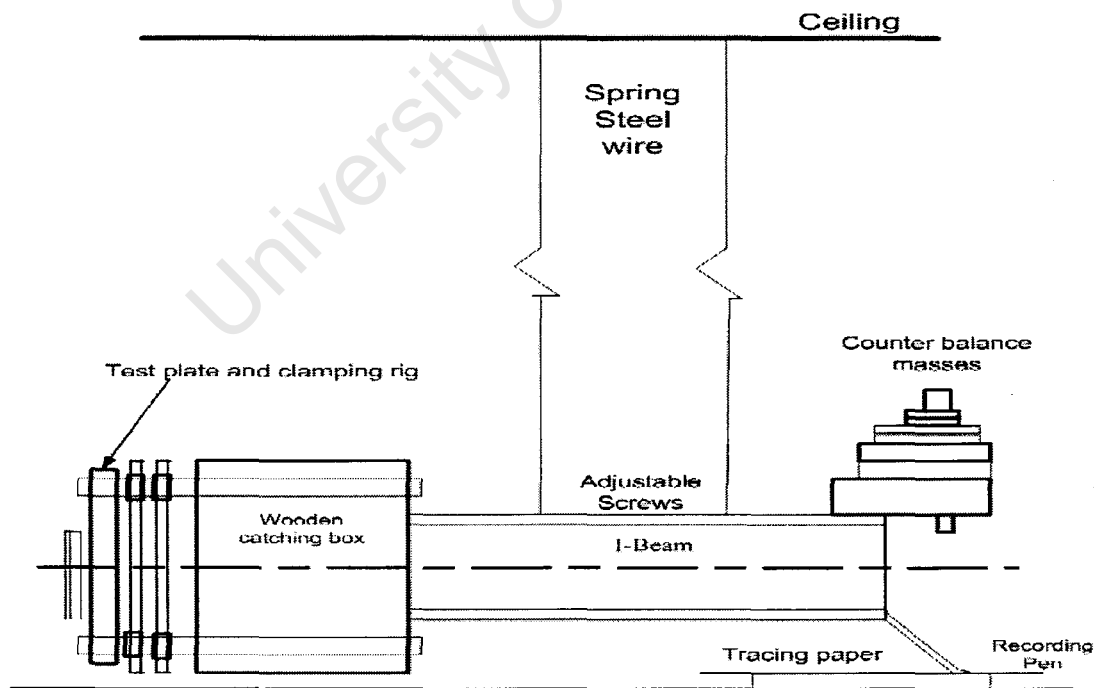 Ceiling
University o
Spring
Steel
wire
Counter balance
masses
Test plate and clamping rig
Adjustable
Screws
Wooden
catching box
I-Beam
Tracing paper
Recording
Pen